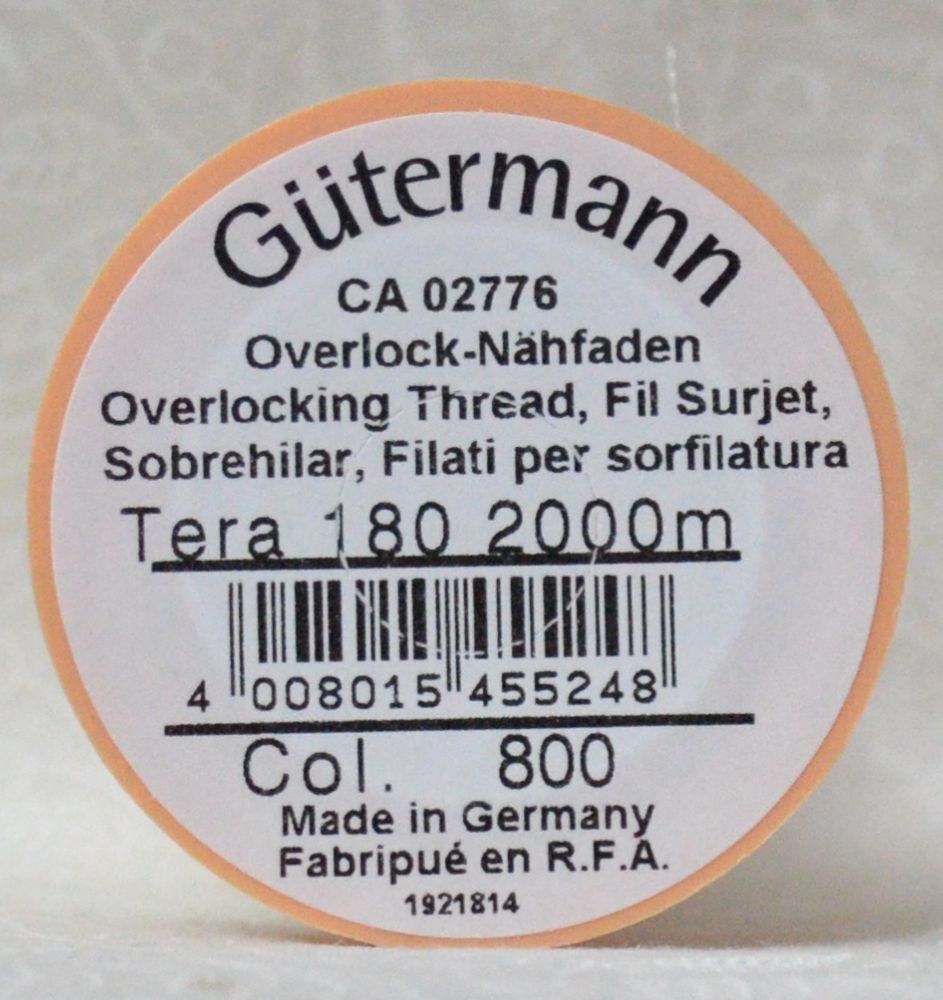 Gütermann
CA 02776
Overlock-Nähfaden
Overlocking Thread, Fil Surjet,
Sobrehilar, Filati per sorfilatura
Tera 180 2000m
4 008015 455248
Col. 800
Made in Germany
Fabripué en R.F.A.
1921814